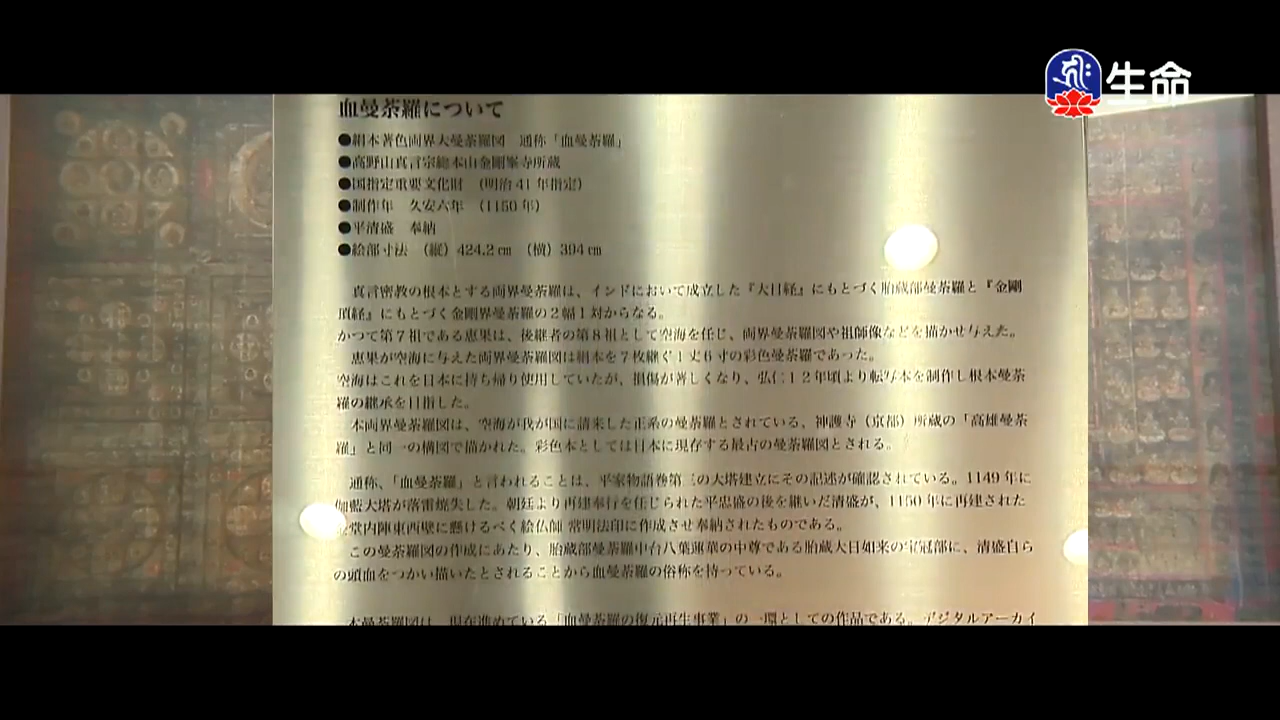 生命
血曼荼羅について
●絹本著色両界大曼荼羅図 通称「血曼荼羅」
●高野山真言宗総本山金剛峯寺所蔵
●国指定重要文化財 (明治41年指定)
●制作年 久安六年 (1150年)
●平清盛 奉納
●絵部寸法 (縦) 424.2㎝ (横) 394㎝
真言密教の根本とする両界曼荼羅は、インドにおいて成立した『大日経』にもとづく胎蔵部曼荼羅と『金剛
頂経』にもとづく金剛界曼荼羅の2幅1対からなる。
かつて第7祖である恵果は、後継者の第8祖として空海を任じ、両界曼荼羅図や祖師像などを描かせ与えた。
恵果が空海に与えた両界曼荼羅図は絹本を7枚継ぐ1丈6寸の彩色曼荼羅であった。
空海はこれを日本に持ち帰り使用していたが、損傷が著しくなり、弘仁12年頃より転写本を制作し根本曼荼
羅の継承を目指した。
本両界曼荼羅図は、空海が我が国に請来した正系の曼荼羅とされている、神護寺(京都)所蔵の「高雄曼荼
羅」と同一の構図で描かれた。彩色本としては日本に現存する最古の曼荼羅図とされる。
通称、「血曼荼羅」と言われることは、平家物語巻第三の大塔建立にその記述が確認されている。1149年に
伽藍大塔が落雷焼失した。朝廷より再建奉行を任じられた平忠盛の後を継いだ清盛が、1150年に再建された
堂内陣東西壁に懸けるべく絵仏師 常明法印に作成させ奉納されたものである。
この曼荼羅図の作成にあたり、胎蔵部曼荼羅中台八葉蓮華の中尊である胎蔵大日如来の宝冠部に、清盛自ら
の頭血をつかい描いたとされることから血曼荼羅の俗称を持っている。
本曼荼羅図は、現在進めている「血曼荼羅の復元再生事業」の一環としての作品である。デジタルアーカイ